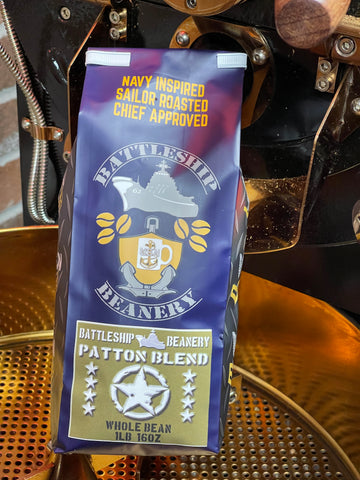 NAVY INSPIRED
SAILOR ROASTED
CHIEF APPROVED
BATTLESHIP
BEANERY
BATTLESHIP BEANERY
PATTON BLEND
WHOLE BEAN
1LB 16OZ